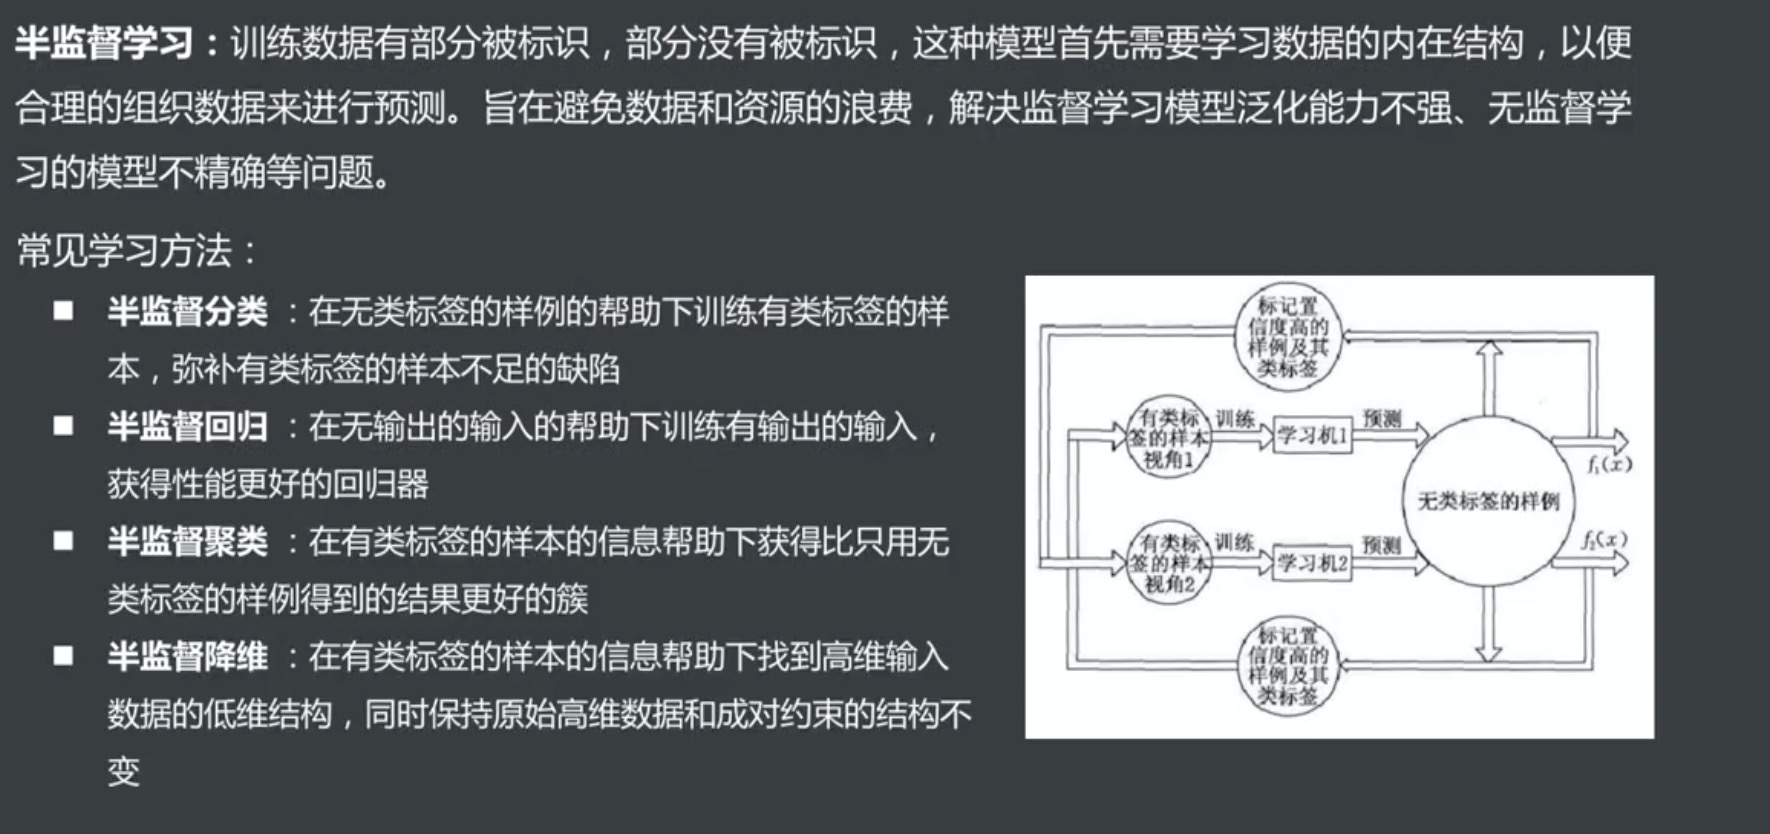 半监督学习：训练数据有部分被标识，部分没有被标识，这种模型首先需要学习数据的内在结构，以便
合理的组织数据来进行预测。旨在避免数据和资源的浪费，解决监督学习模型泛化能力不强、无监督学
习的模型不精确等问题。
常见学习方法：
■ 半监督分类 ：在无类标签的样例的帮助下训练有类标签的样
本，弥补有类标签的样本不足的缺陷
■ 半监督回归 ：在无输出的输入的帮助下训练有输出的输入，
获得性能更好的回归器
■ 半监督聚类 ：在有类标签的样本的信息帮助下获得比只用无
类标签的样例得到的结果更好的簇
■ 半监督降维 ：在有类标签的样本的信息帮助下找到高维输入
数据的低维结构，同时保持原始高维数据和成对约束的结构不
变
标记置
信度高的
样例及其
类标签
有类标
签的样本
视角1
训练
学习机1
预测
无类标签的样例
f₁(x)
有类标
签的样本
视角2
训练
学习机2
预测
f₂(x)
标记置
信度高的
样例及其
类标签